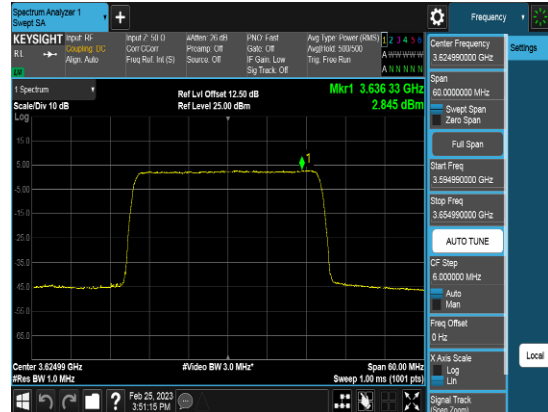 Spectrum Analyzer 1
Swept SA
Frequency
KEYSIGHT
Input: RF
Coupling: DC
Align: Auto
Input Z: 50 Ω
Corr CCorr
Freq Ref: Int (S)
#Atten: 26 dB
Preamp: Off
Source: Off
PNO: Fast
Gate: Off
IF Gain: Low
Sig Track: Off
Avg Type: Power (RMS)
Avg|Hold: 500/500
Trig: Free Run
1 2 3 4 5 6
A W W W W W
A N N N N N
RL
1 Spectrum
Scale/Div 10 dB
Log
Ref Lvl Offset 12.50 dB
Ref Level 25.00 dBm
Mkr1 3.636 33 GHz
2.845 dBm
15.0
5.00
-5.00
-15.0
-25.0
-35.0
-45.0
-55.0
-65.0
1
Center 3.62499 GHz
#Res BW 1.0 MHz
#Video BW 3.0 MHz*
Span 60.00 MHz
Sweep 1.00 ms (1001 pts)
Feb 25, 2023
3:51:15 PM
Center Frequency
3.624990000 GHz
Span
60.0000000 MHz
Swept Span
Zero Span
Full Span
Start Freq
3.594990000 GHz
Stop Freq
3.654990000 GHz
AUTO TUNE
CF Step
6.000000 MHz
Auto
Man
Freq Offset
0 Hz
X Axis Scale
Log
Lin
Signal Track
(Span Zoom)
Settings
Local